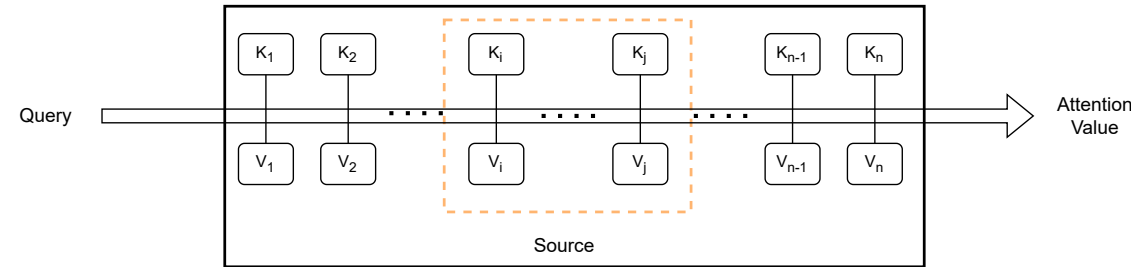 K₁ K₂ Kᵢ Kⱼ Kₙ₋₁ Kₙ
Query
Attention
Value
V₁ V₂ Vᵢ Vⱼ Vₙ₋₁ Vₙ
Source